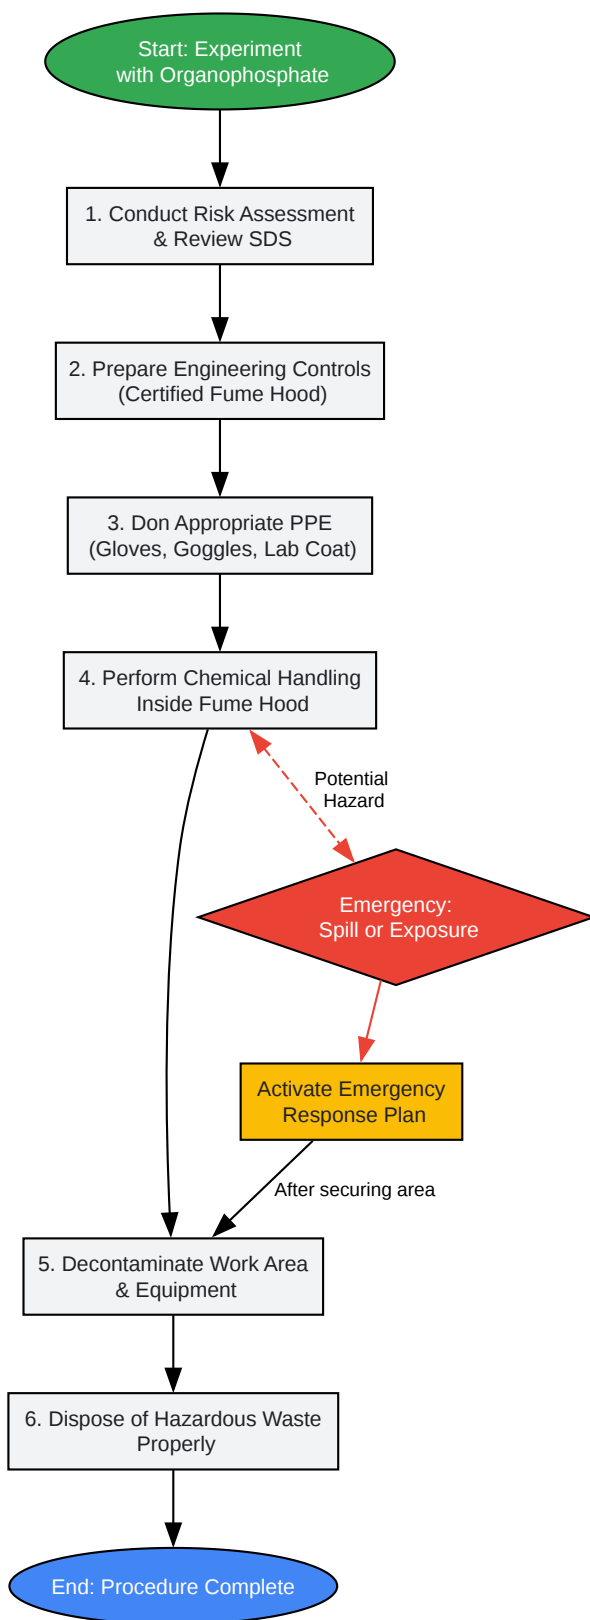 Start: Experiment
with Organophosphate
1. Conduct Risk Assessment
& Review SDS
2. Prepare Engineering Controls
(Certified Fume Hood)
3. Don Appropriate PPE
(Gloves, Goggles, Lab Coat)
4. Perform Chemical Handling
Inside Fume Hood
Potential
Hazard
Emergency:
Spill or Exposure
Activate Emergency
Response Plan
After securing area
5. Decontaminate Work Area
& Equipment
6. Dispose of Hazardous Waste
Properly
End: Procedure Complete